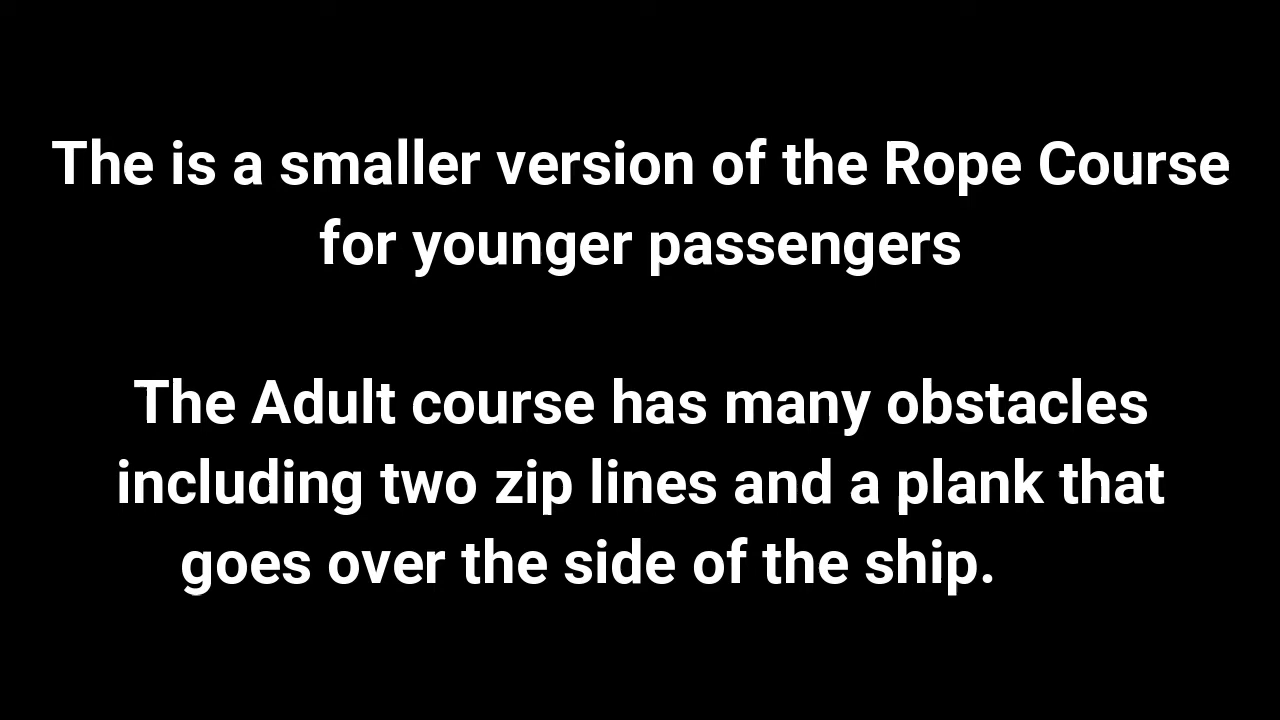 The is a smaller version of the Rope Course
for younger passengers
The Adult course has many obstacles
including two zip lines and a plank that
goes over the side of the ship.